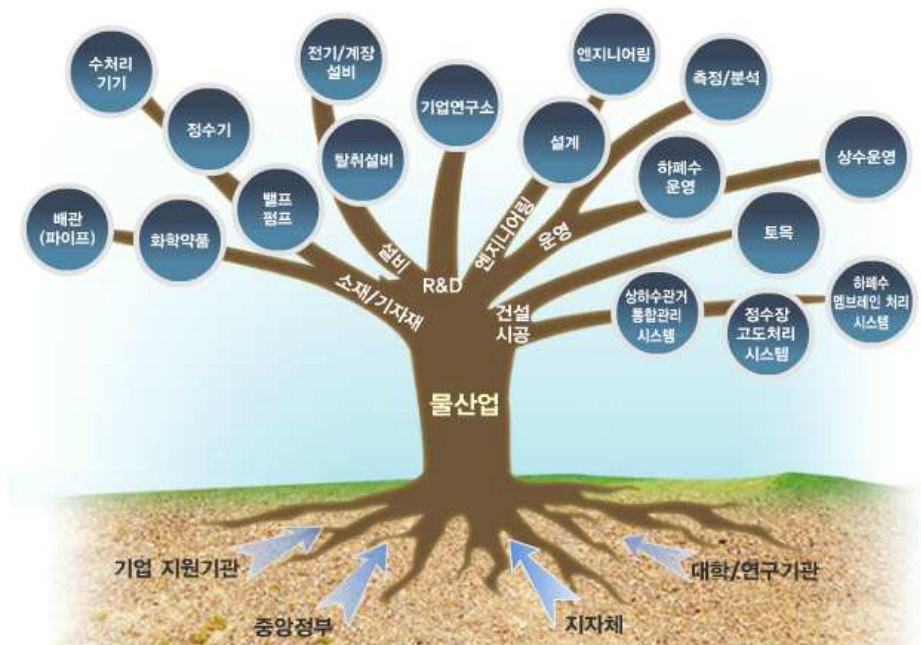 수처리
기기
전기/계장
설비
엔지니어링
측정/분석
정수기
탈취설비
기업연구소
설계
하폐수
운영
상수운영
배관
(파이프)
화학약품
밸프
펌프
토목
상하수관거
통합관리
시스템
정수장
고도처리
시스템
하폐수
멤브레인 처리
시스템
소재/기자재
설비
R&D
엔지니어링
운영
건설
시공
물산업
기업 지원기관
중앙정부
지자체
대학/연구기관